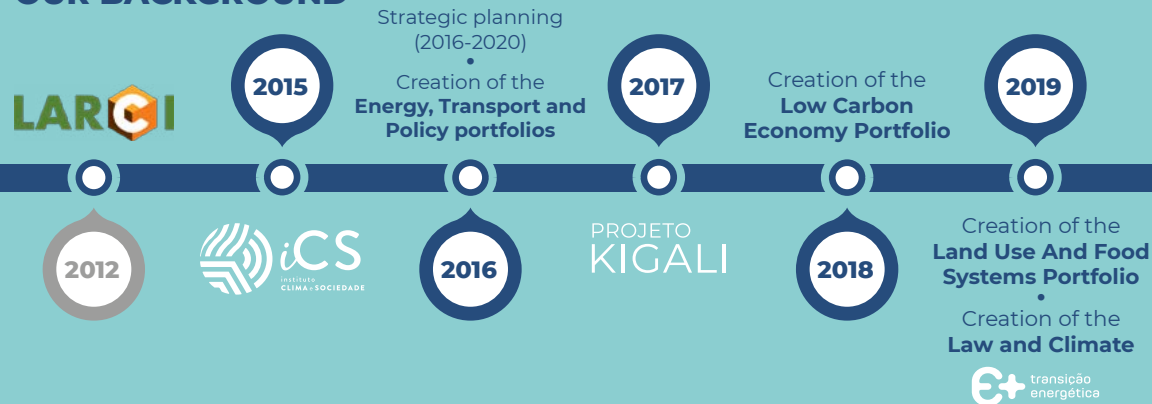 OUR BACKGROUND
LARCI
2012
2015
iCS
instituto
CLIMA e SOCIEDADE
Strategic planning
(2016-2020)
•
Creation of the
Energy, Transport and
Policy portfolios
2016
2017
PROJETO
KIGALI
Creation of the
Low Carbon
Economy Portfolio
2018
2019
Creation of the
Land Use And Food
Systems Portfolio
•
Creation of the
Law and Climate
E+ transição
energética